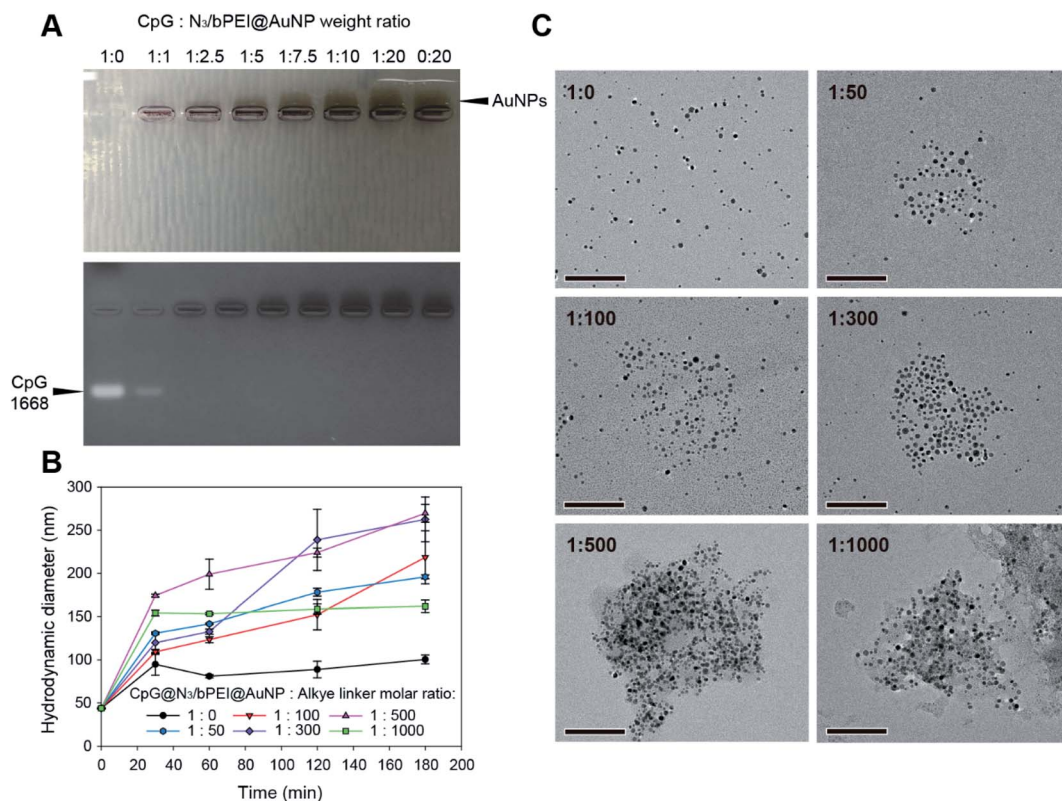 A
CpG : N₃/bPEI@AuNP weight ratio
1:0 1:1 1:2.5 1:5 1:7.5 1:10 1:20 0:20
AuNPs
CpG
1668
B
Hydrodynamic diameter (nm)
300
250
200
150
100
50
0
CpG@N₃/bPEI@AuNP : Alkye linker molar ratio:
1 : 0 1 : 100 1 : 500
1 : 50 1 : 300 1 : 1000
0 20 40 60 80 100 120 140 160 180 200
Time (min)
C
1:0
1:50
1:100
1:300
1:500
1:1000